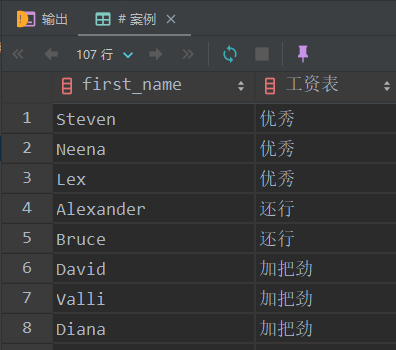 输出 # 案例
107 行
first_name 工资表
1 Steven 优秀
2 Neena 优秀
3 Lex 优秀
4 Alexander 还行
5 Bruce 还行
6 David 加把劲
7 Valli 加把劲
8 Diana 加把劲